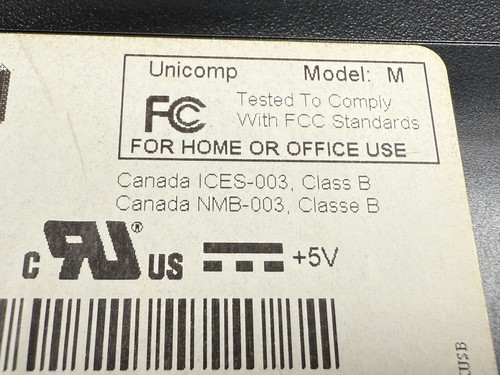 Unicomp Model: M
FC Tested To Comply
With FCC Standards
FOR HOME OR OFFICE USE
Canada ICES-003, Class B
Canada NMB-003, Classe B
C RU ® US +5V